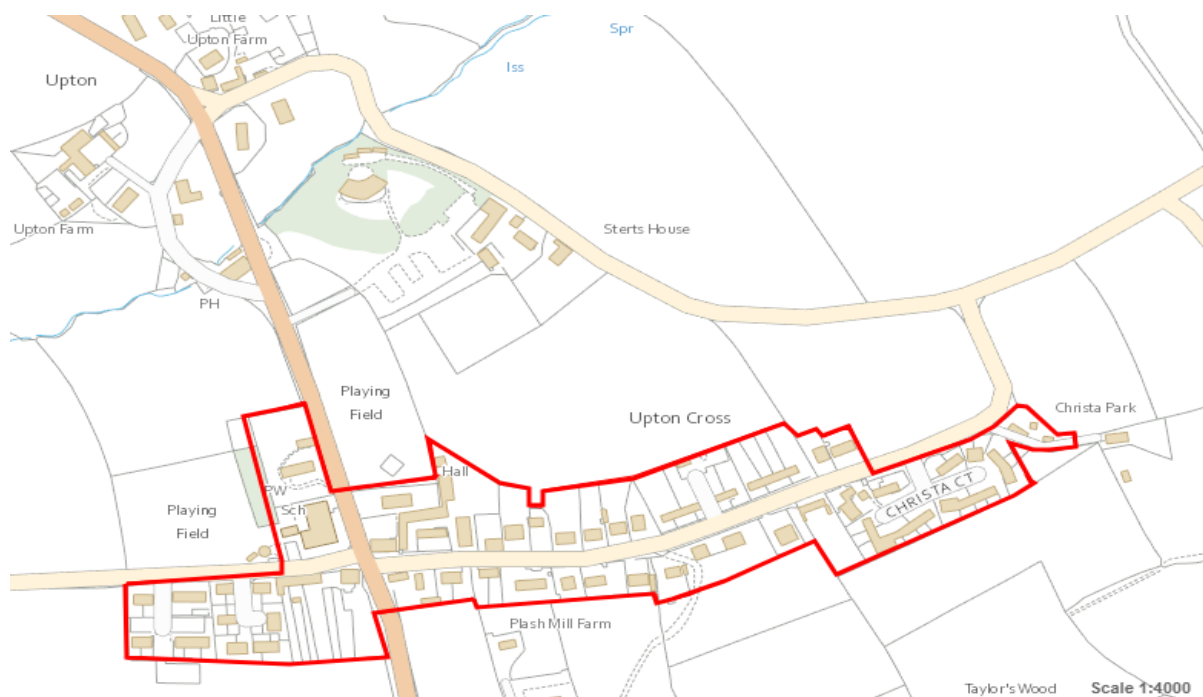 Little
Upton Farm
Spr
Iss
Upton
Upton Farm
Sterts House
PH
Playing
Field
Upton Cross
Christa Park
Hall
PW
Sch
Playing
Field
CHRISTA CT
Plash Mill Farm
Taylor's Wood
Scale 1:4000